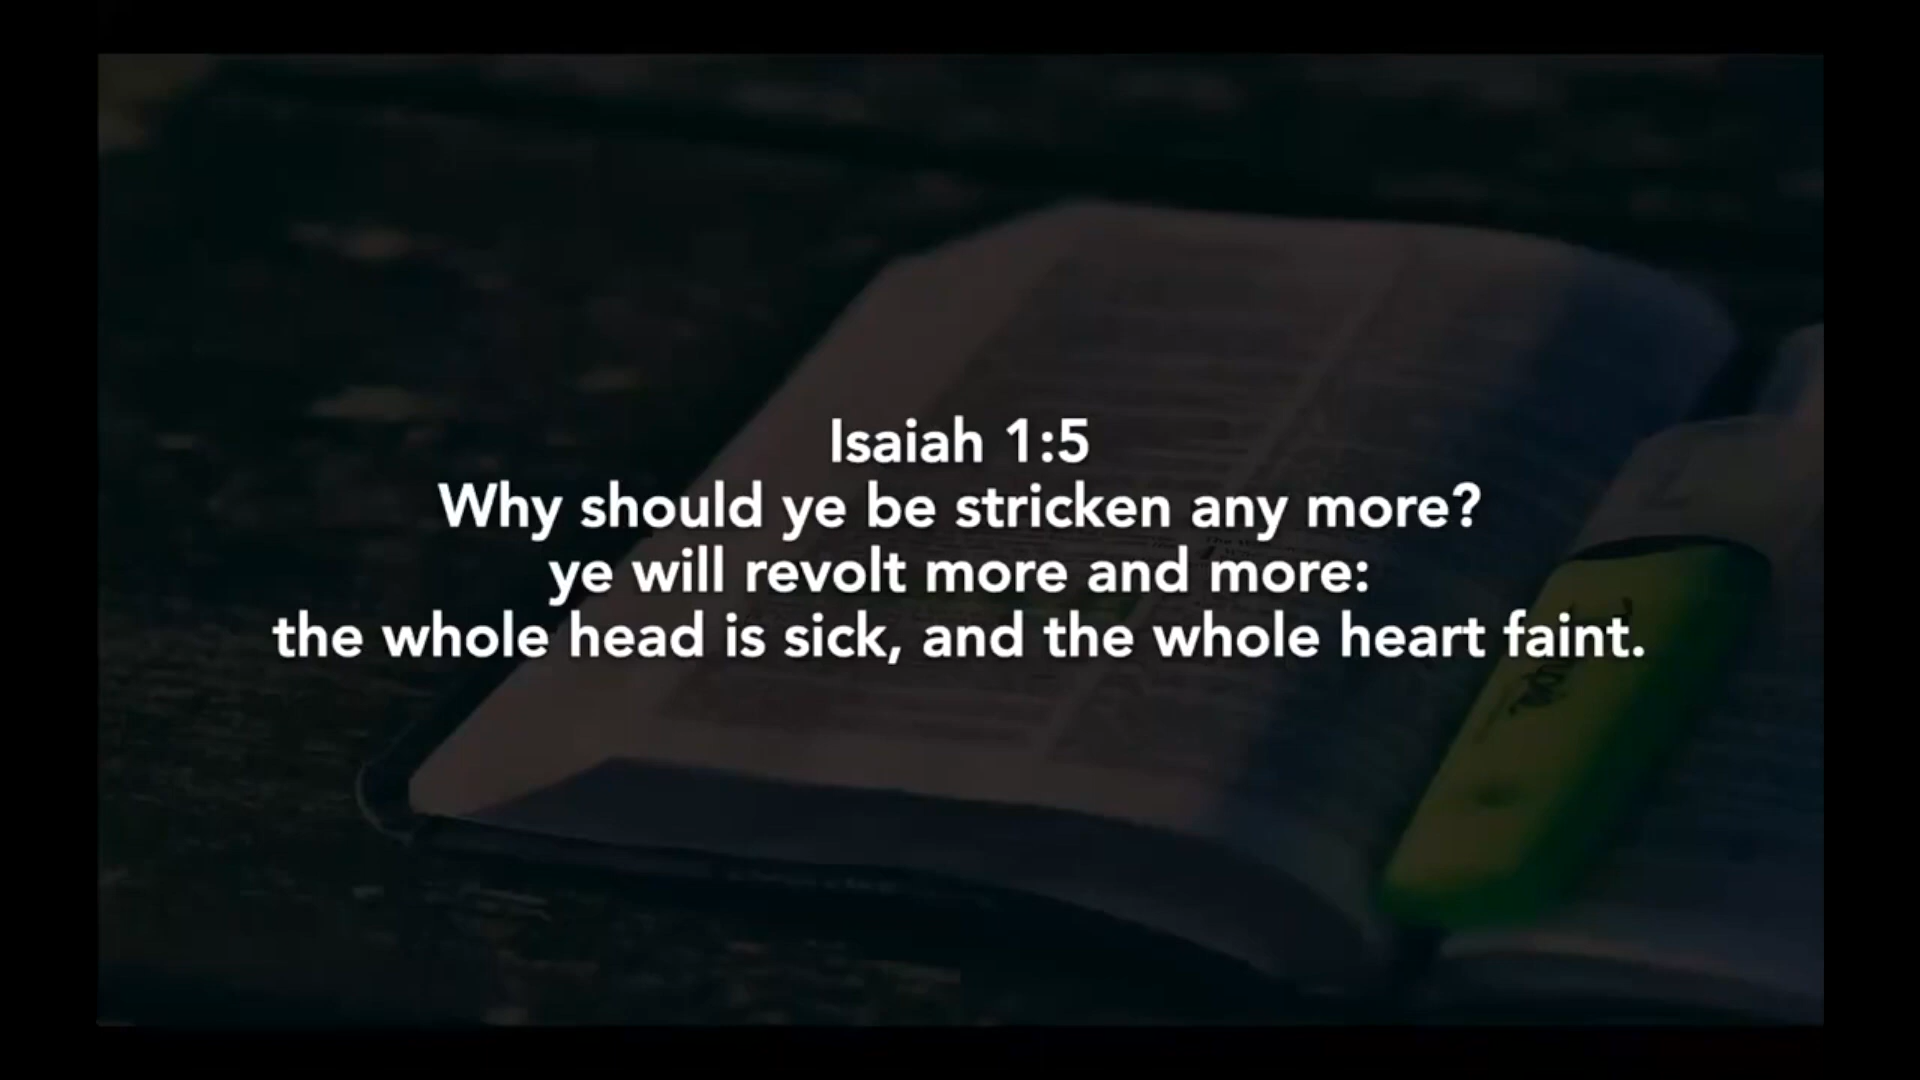 Isaiah 1:5
Why should ye be stricken any more?
ye will revolt more and more:
the whole head is sick, and the whole heart faint.